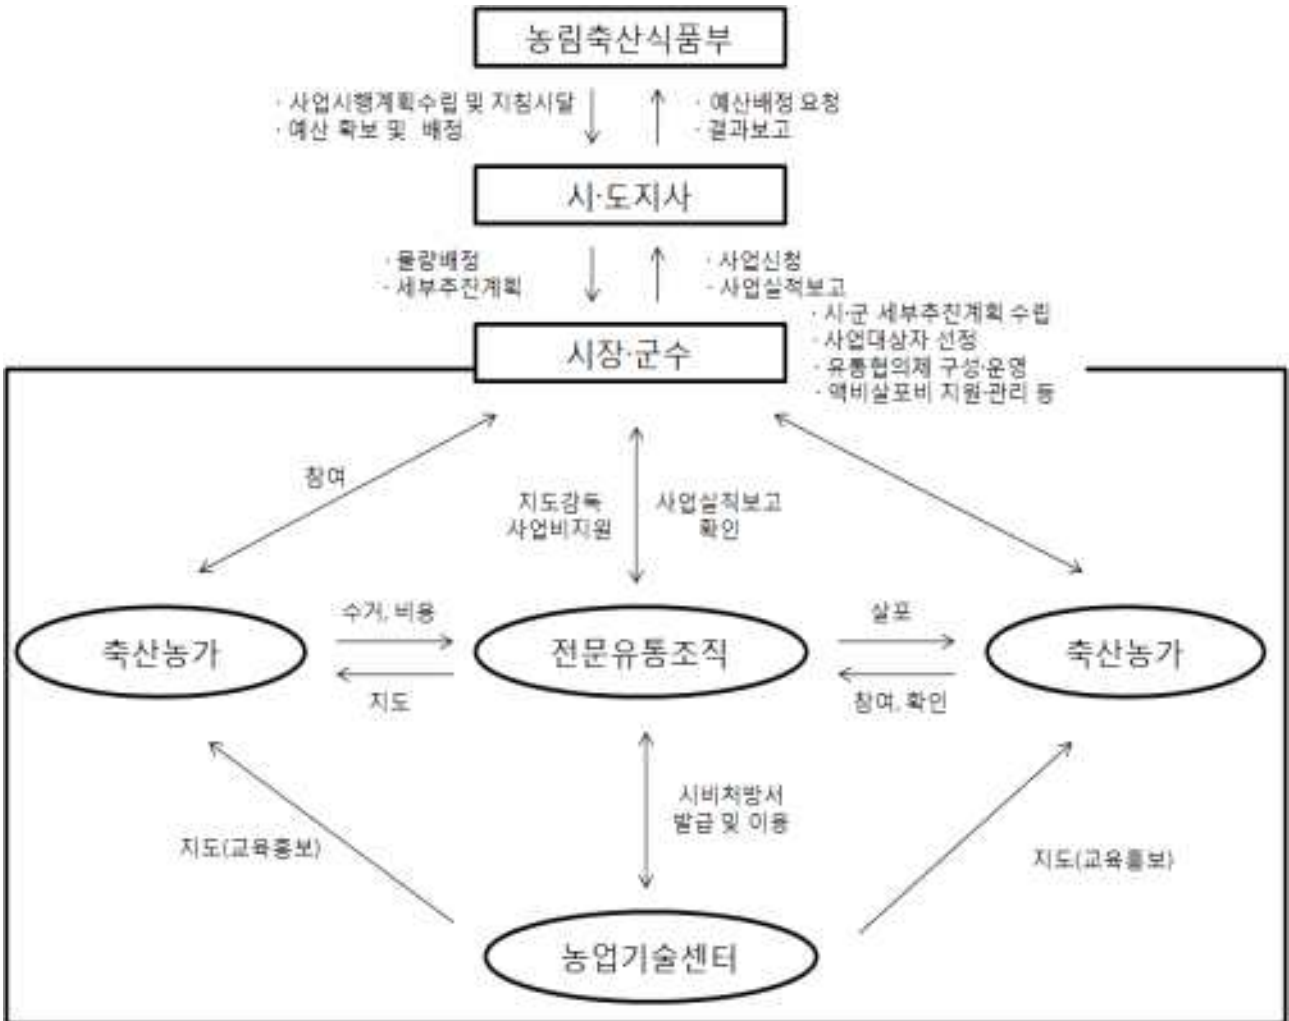 농림축산식품부
· 사업시행계획수립 및 지침시달
· 예산 확보 및 배정
· 예산배정 요청
· 결과보고
시·도지사
· 물량배정
· 세부추진계획
· 사업신청
· 사업실적보고
시장·군수
· 시·군 세부추진계획 수립
· 사업대상자 선정
· 유통협의제 구성·운영
· 액비살포비 지원·관리 등
참여
지도감독
사업비지원
사업실적보고
확인
축산농가
수거, 비용
지도
전문유통조직
살포
참여, 확인
축산농가
시비처방서
발급 및 이용
지도(교육홍보)
지도(교육홍보)
농업기술센터